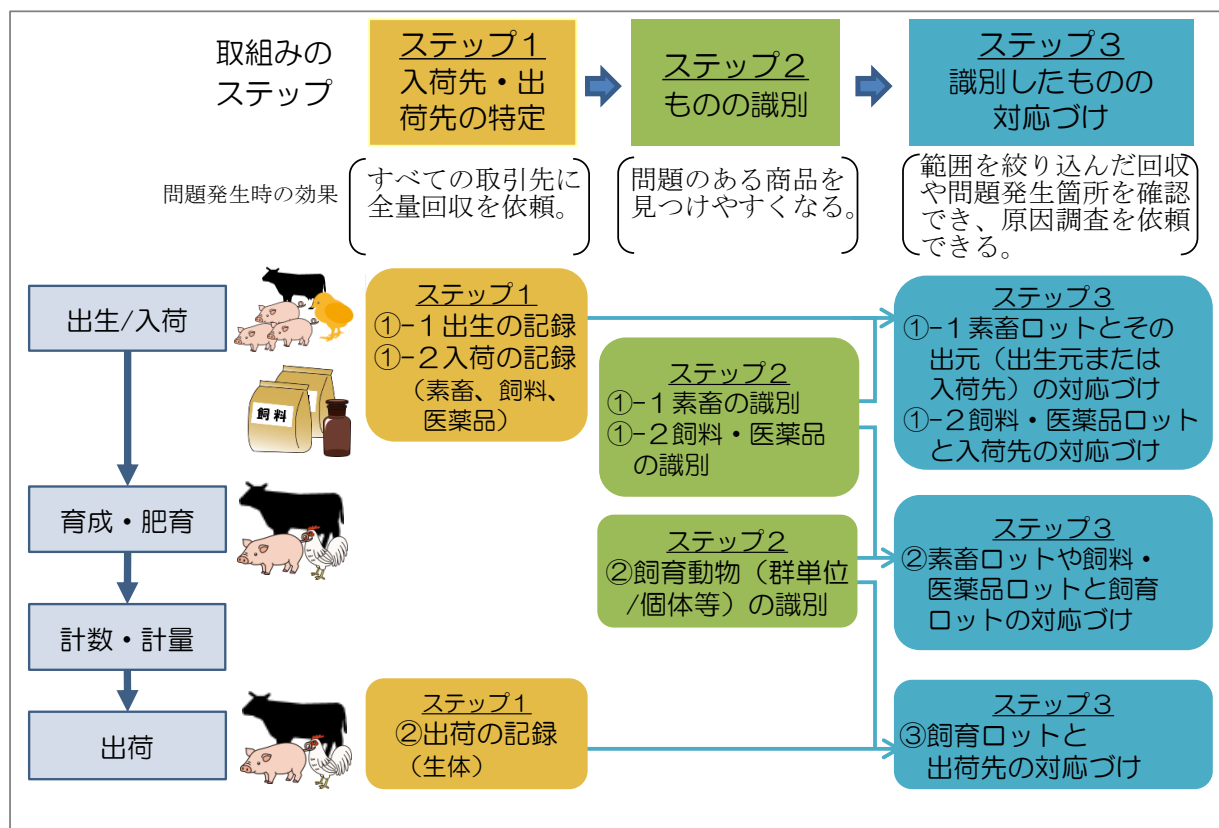 取組みの
ステップ
ステップ１
入荷先・出
荷先の特定
ステップ２
ものの識別
ステップ３
識別したものの
対応づけ
問題発生時の効果
すべての取引先に
全量回収を依頼。
問題のある商品を
見つけやすくなる。
範囲を絞り込んだ回収
や問題発生箇所を確認
でき、原因調査を依頼
できる。
出生/入荷
飼料
ステップ１
①-１出生の記録
①-２入荷の記録
（素畜、飼料、
医薬品）
ステップ２
①-１素畜の識別
①-２飼料・医薬品
の識別
ステップ３
①-１素畜ロットとその
出元（出生元または
入荷先）の対応づけ
①-２飼料・医薬品ロット
と入荷先の対応づけ
育成・肥育
ステップ２
②飼育動物（群単位
/個体等）の識別
ステップ３
②素畜ロットや飼料・
医薬品ロットと飼育
ロットの対応づけ
計数・計量
出荷
ステップ１
②出荷の記録
（生体）
ステップ３
③飼育ロットと
出荷先の対応づけ